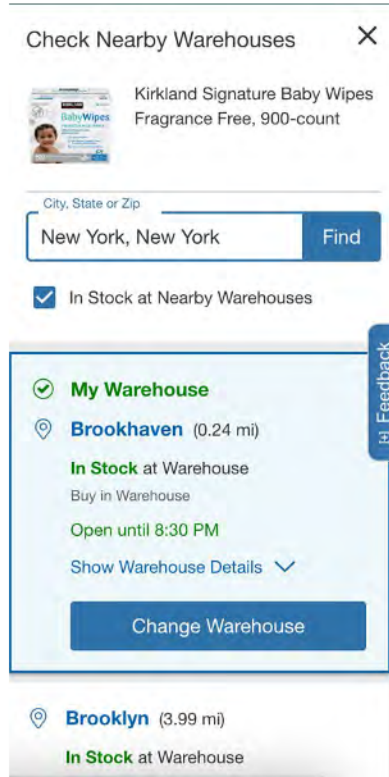 Check Nearby Warehouses
Kirkland Signature Baby Wipes
Fragrance Free, 900-count
KIRKLAND
BabyWipes
City, State or Zip
New York, New York
Find
In Stock at Nearby Warehouses
[+] Feedback
My Warehouse
Brookhaven (0.24 mi)
In Stock at Warehouse
Buy in Warehouse
Open until 8:30 PM
Show Warehouse Details
Change Warehouse
Brooklyn (3.99 mi)
In Stock at Warehouse